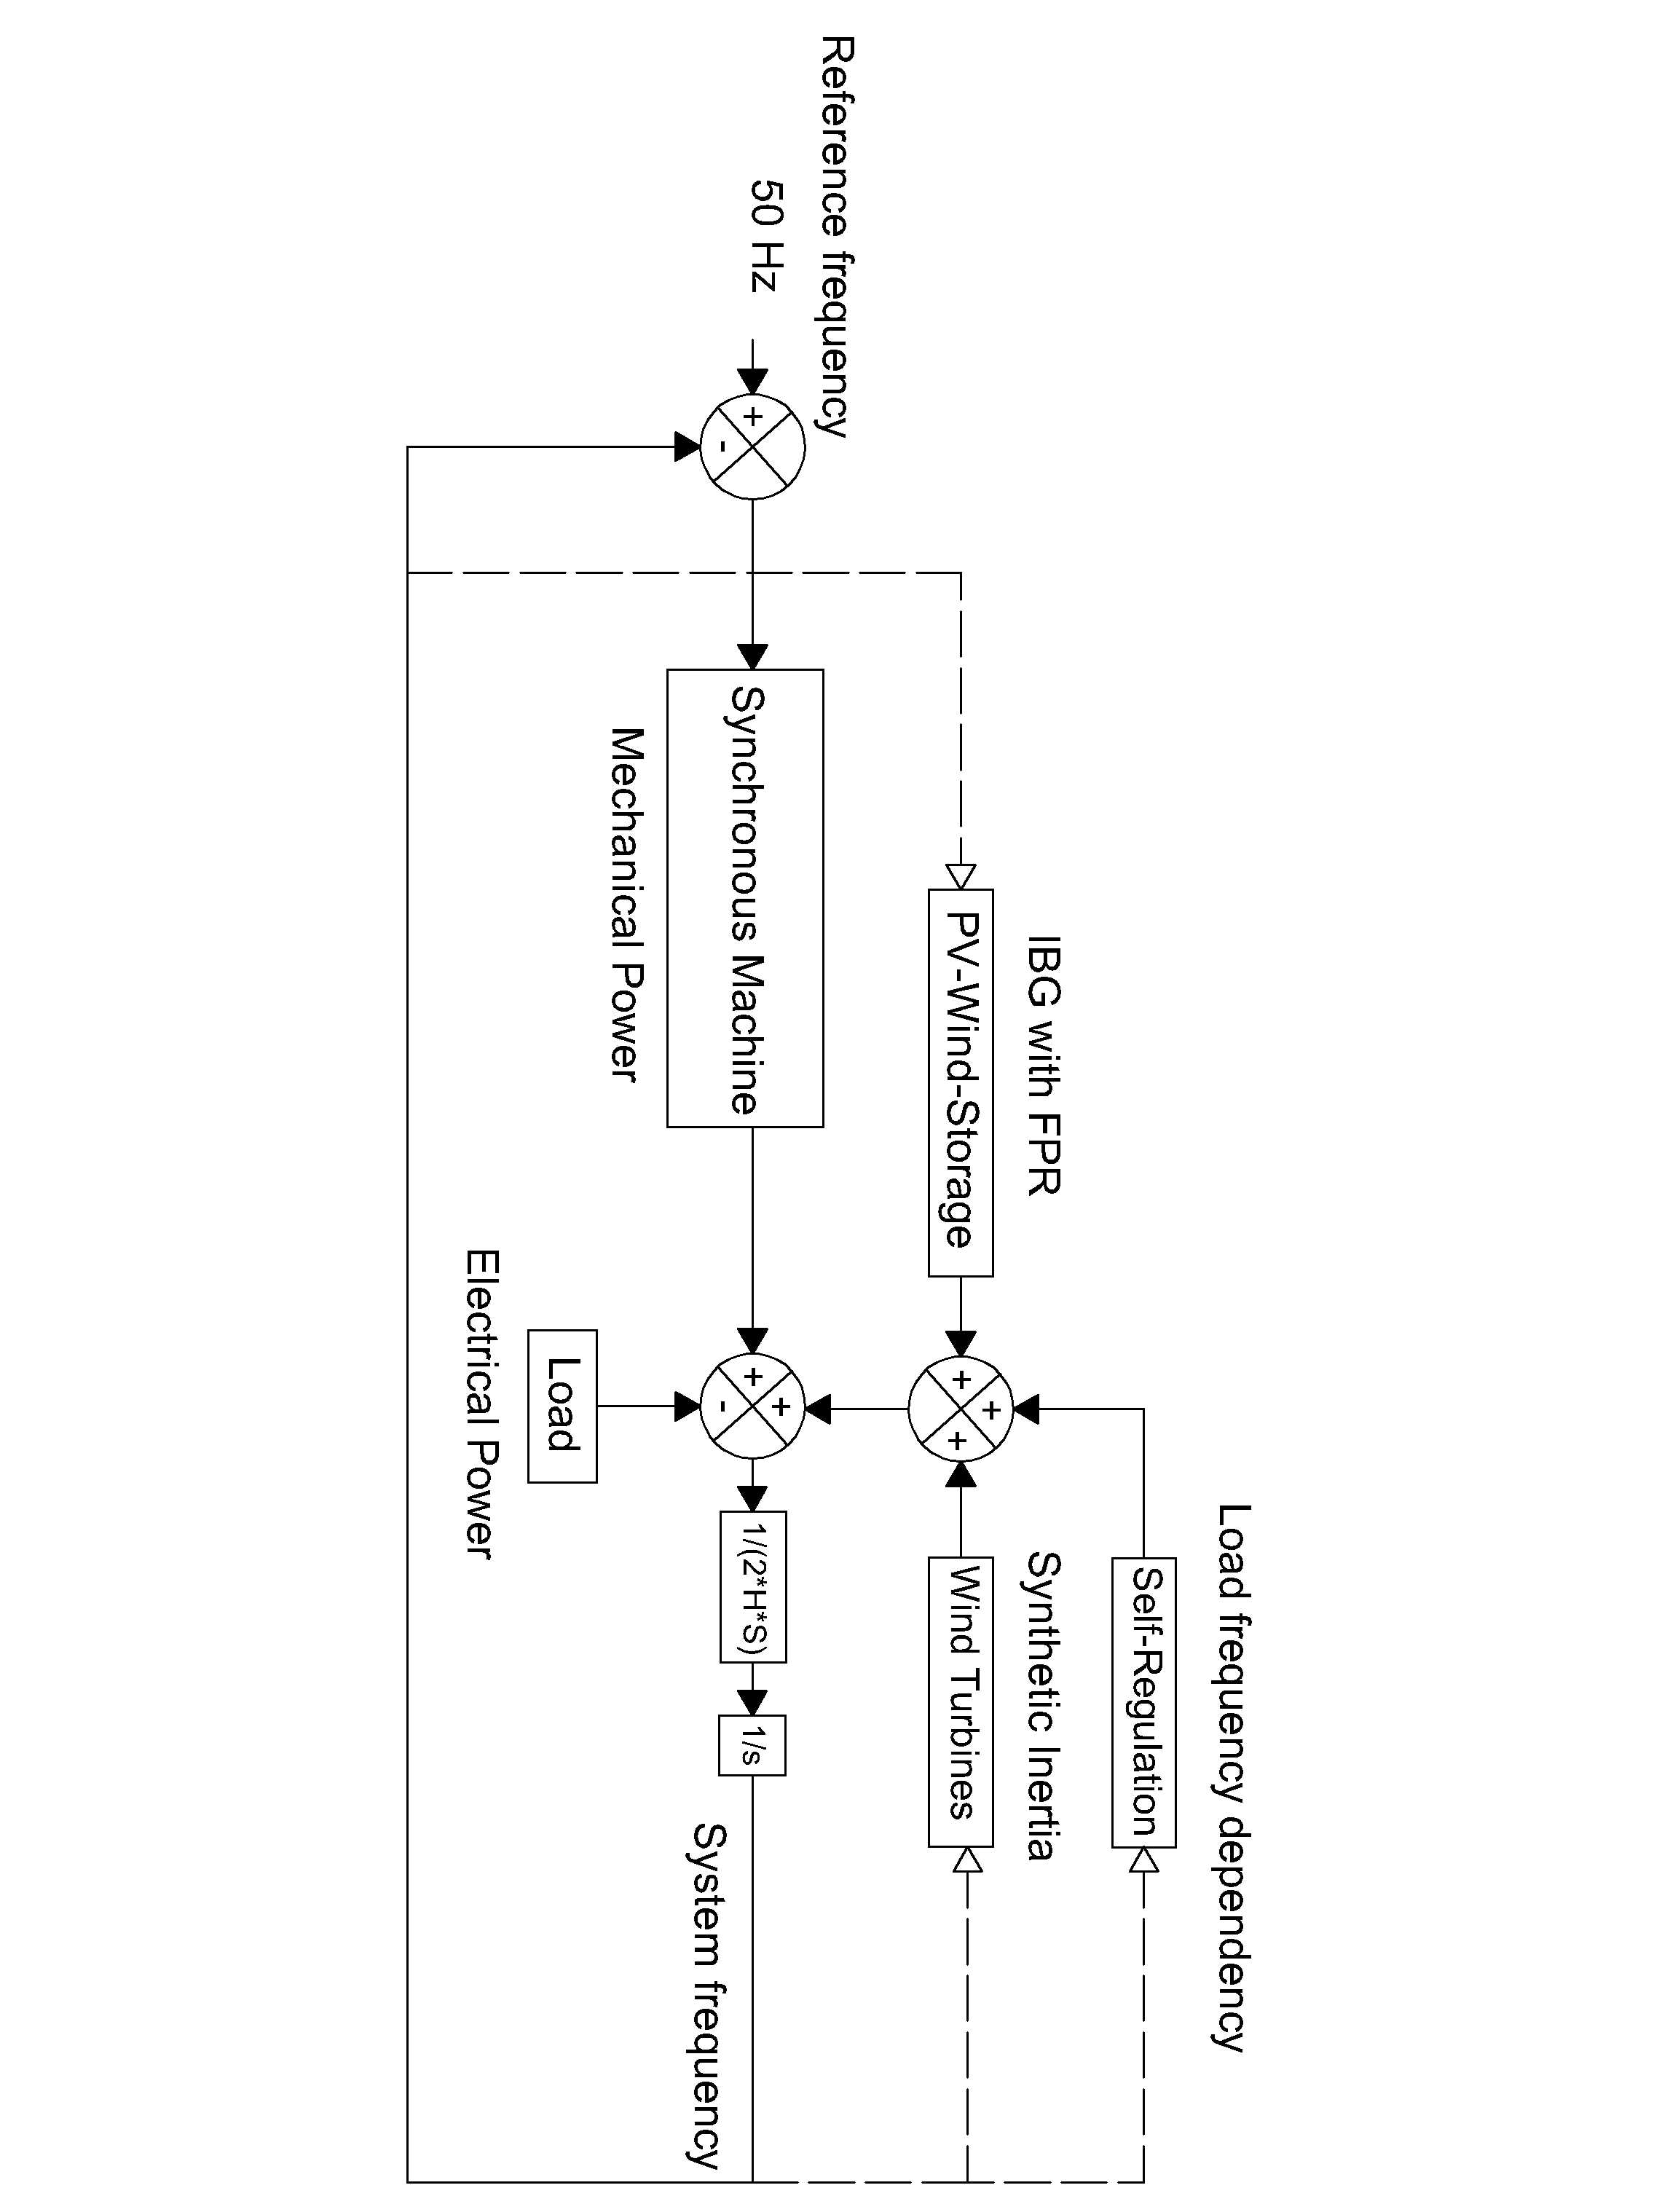 Load frequency dependency
Self-Regulation
+
IBG with FPR
Synthetic Inertia
PV-Wind-Storage
+
+
Wind Turbines
Reference frequency
50 Hz
+
-
Synchronous Machine
Mechanical Power
+
+
-
1/(2*H*S)
1/s
System frequency
Load
Electrical Power